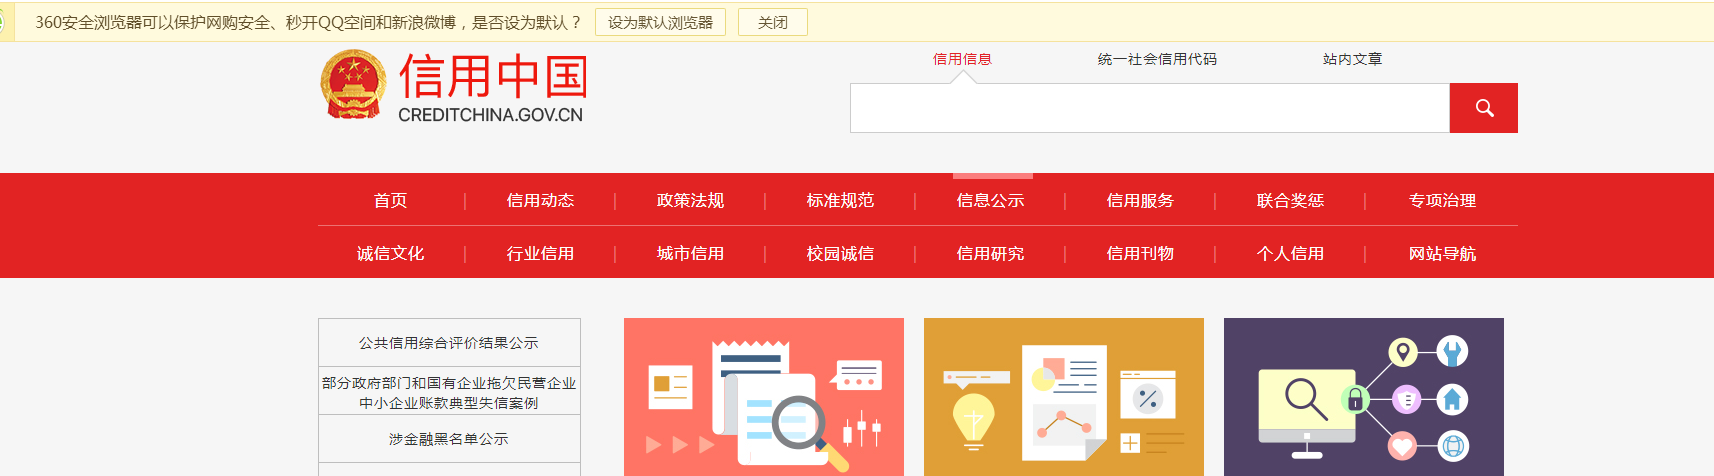 360安全浏览器可以保护网购安全、秒开QQ空间和新浪微博，是否设为默认？ 设为默认浏览器 关闭
信用信息 统一社会信用代码 站内文章
信用中国
CREDITCHINA.GOV.CN
首页 信用动态 政策法规 标准规范 信息公示 信用服务 联合奖惩 专项治理
诚信文化 行业信用 城市信用 校园诚信 信用研究 信用刊物 个人信用 网站导航
公共信用综合评价结果公示
部分政府部门和国有企业拖欠民营企业
中小企业账款典型失信案例
涉金融黑名单公示